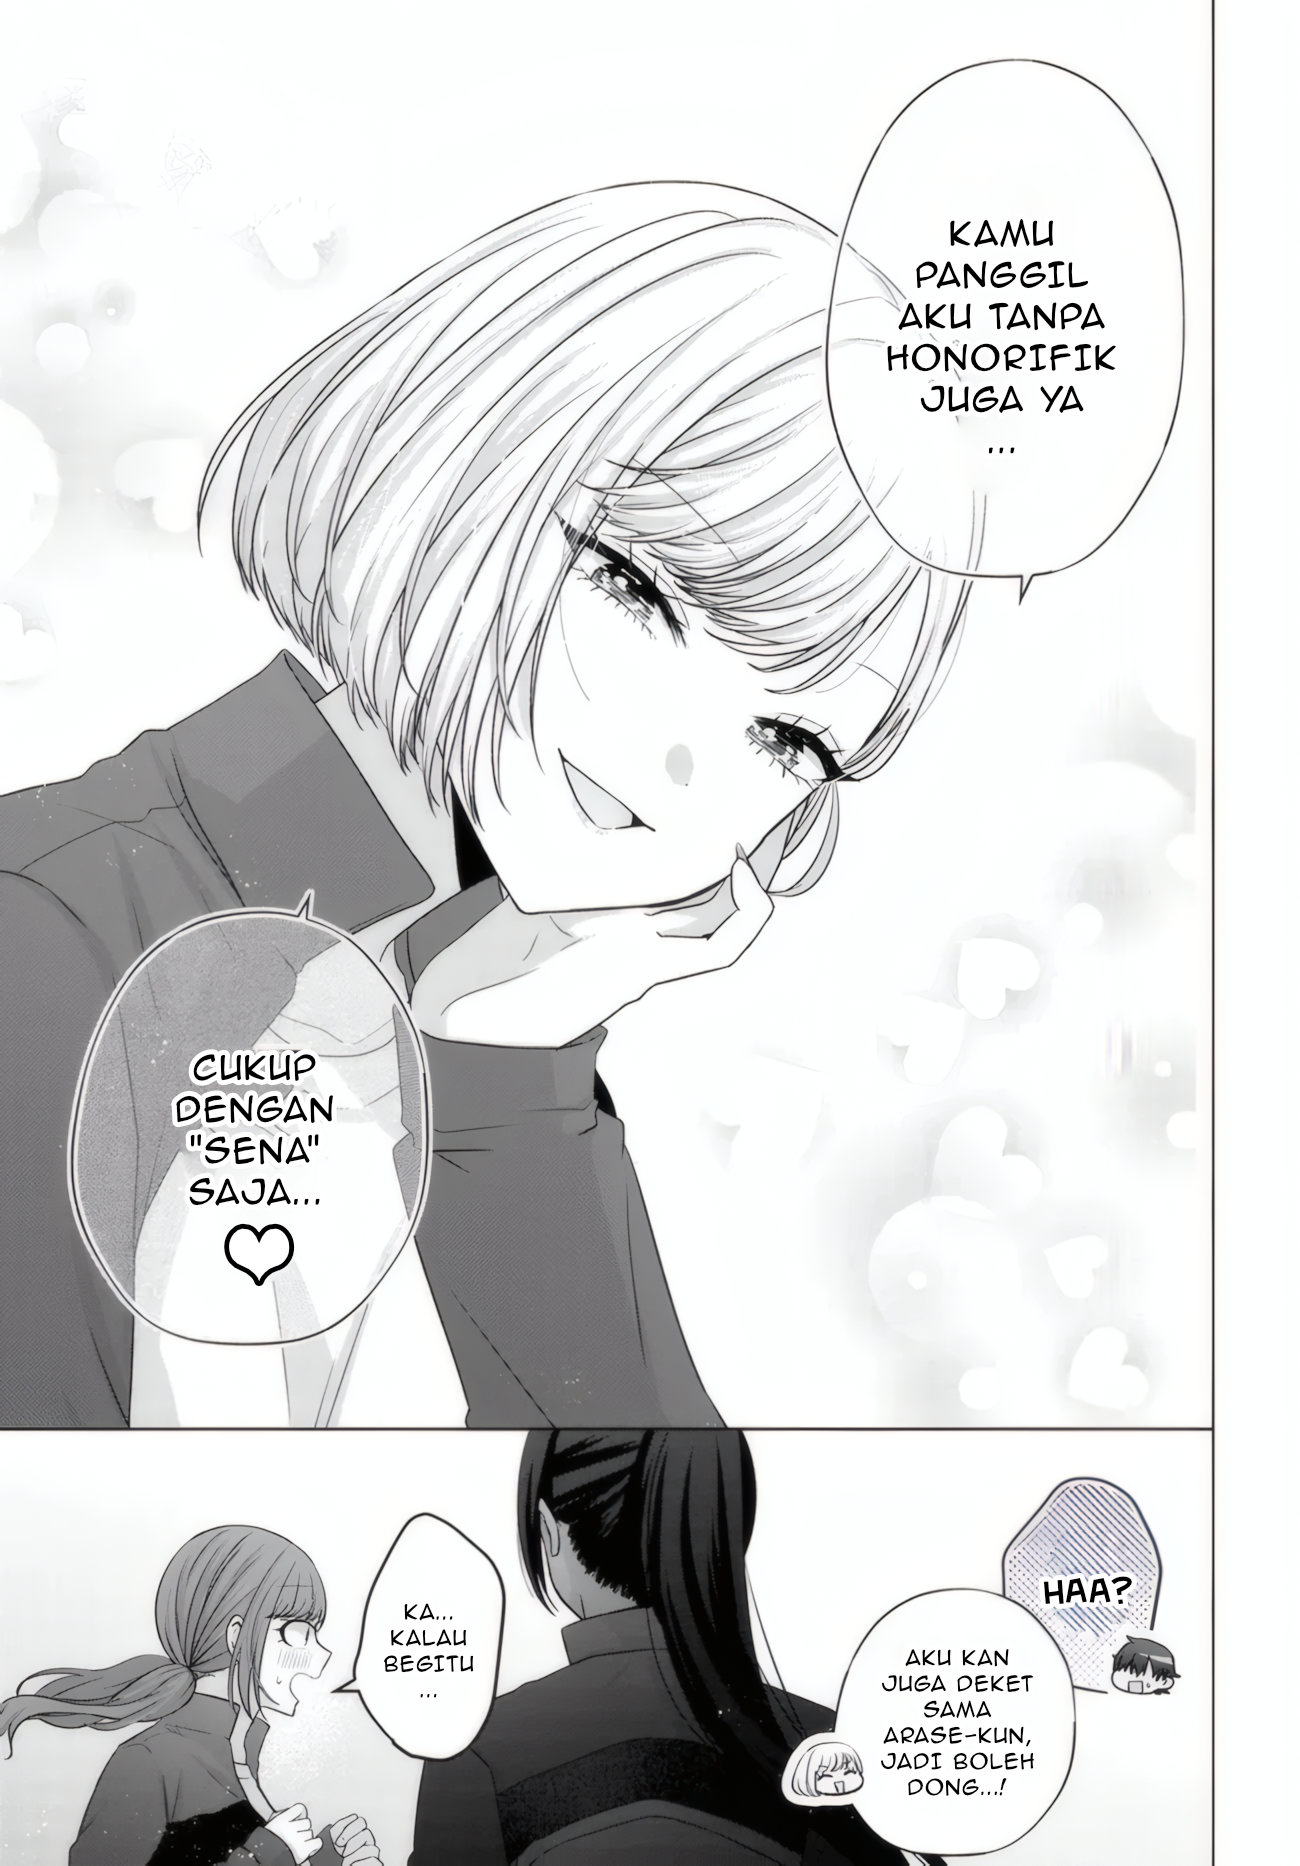 KAMU
PANGGIL
AKU TANPA
HONORIFIK
JUGA YA
...
CUKUP
DENGAN
"SENA"
SAJA...
♡
HAA?
AKU KAN
JUGA DEKET
SAMA
ARASE-KUN,
JADI BOLEH
DONG...!
KA...
KALAU
BEGITU
...